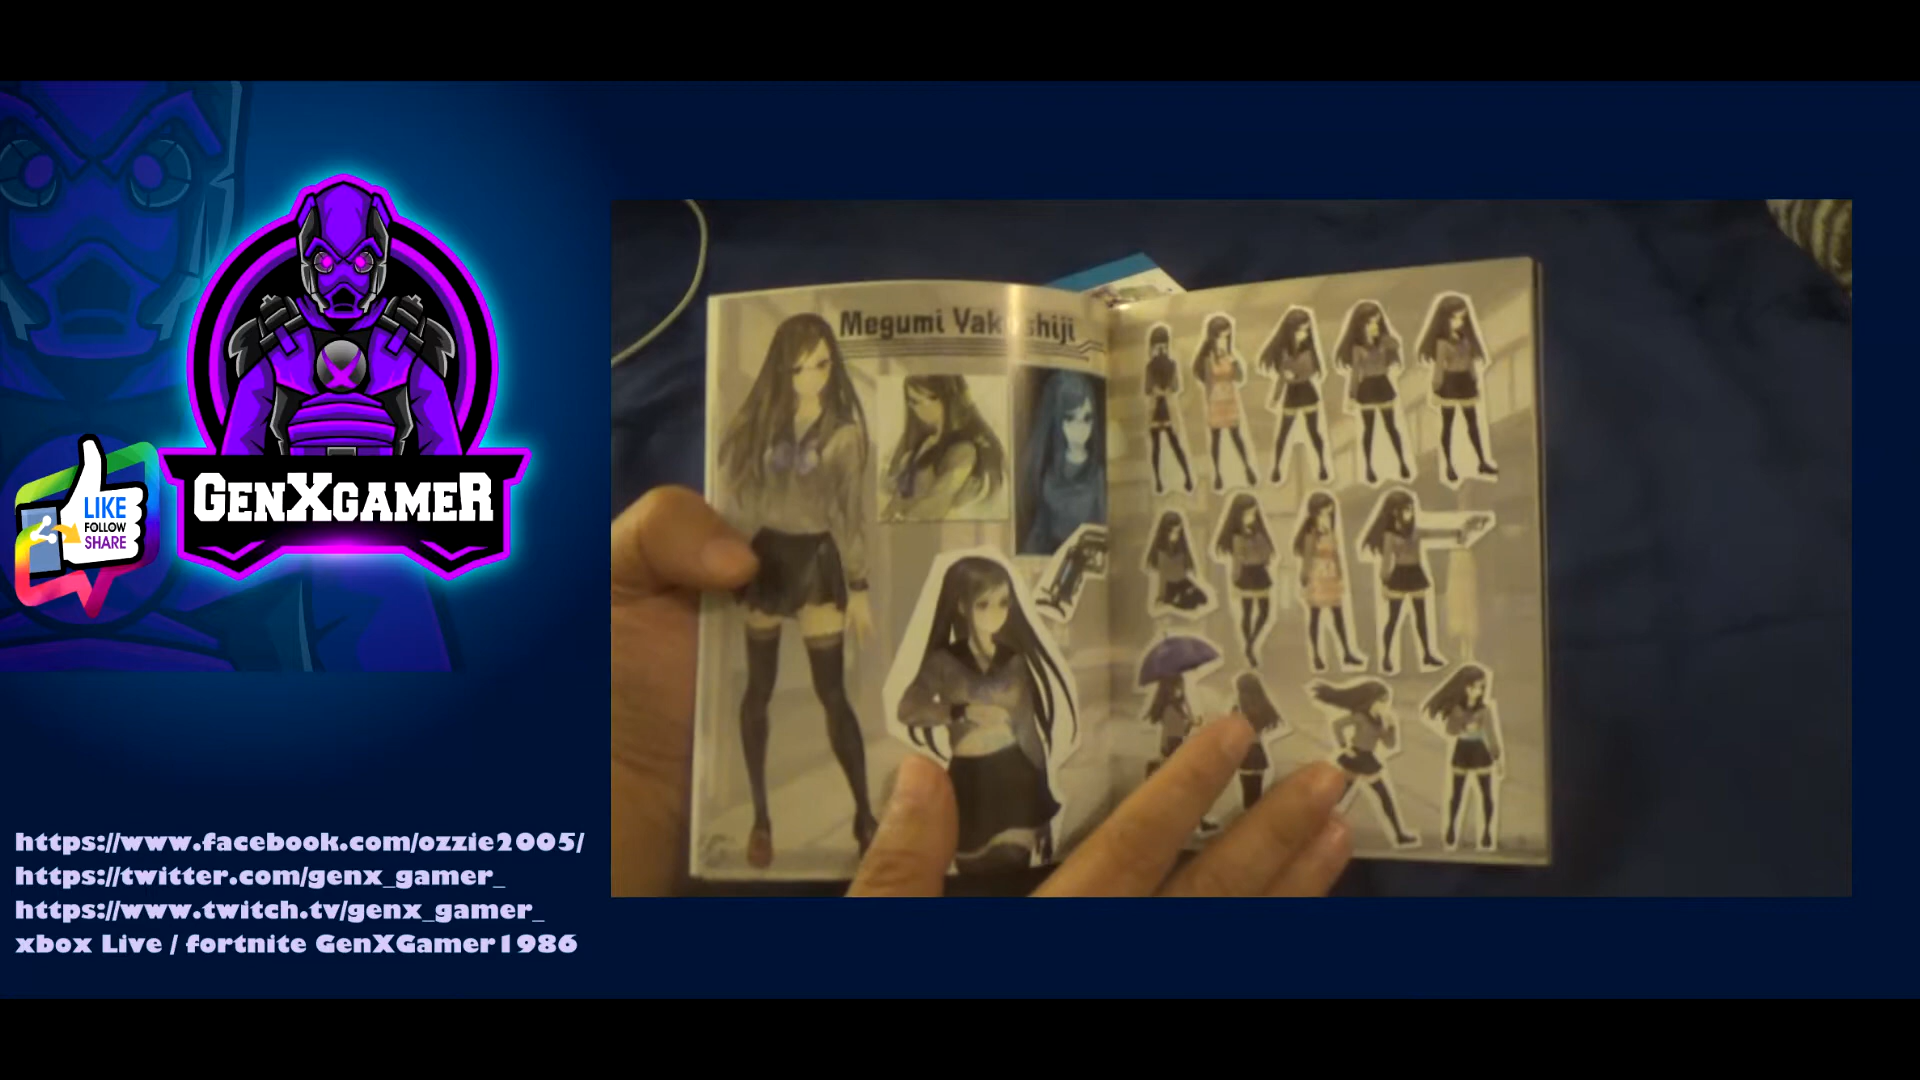 GENXGAMER
LIKE
FOLLOW
SHARE
https://www.facebook.com/ozzie2005/
https://twitter.com/genx_gamer_
https://www.twitch.tv/genx_gamer_
xbox Live / fortnite GenXGamer1986
Megumi Yak shiji